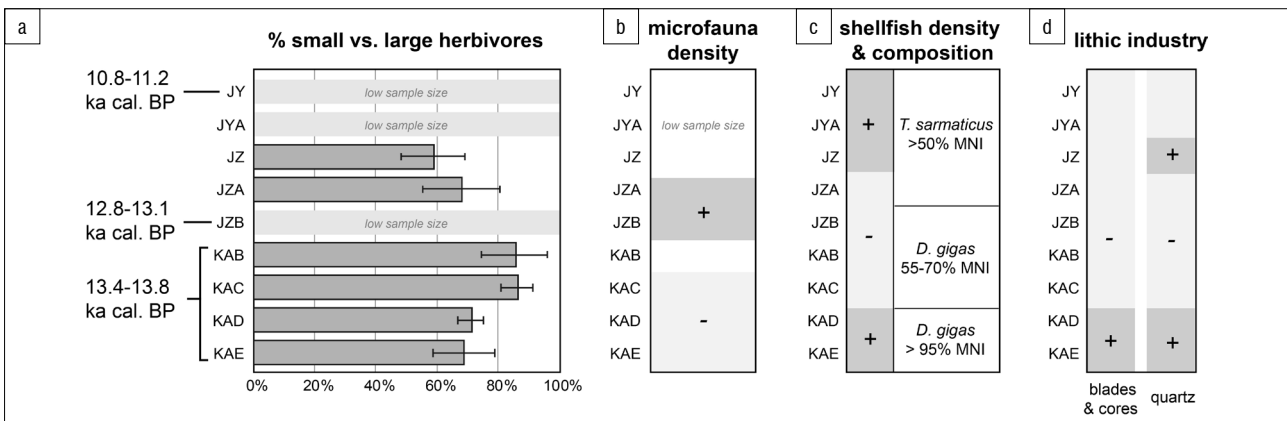 a
% small vs. large herbivores
10.8-11.2
ka cal. BP
12.8-13.1
ka cal. BP
13.4-13.8
ka cal. BP
JY
low sample size
JYA
low sample size
JZ
JZA
JZB
low sample size
KAB
KAC
KAD
KAE
0%
20%
40%
60%
80%
100%
b
microfauna
density
JY
JYA
low sample size
JZ
JZA
JZB
+
KAB
KAC
KAD
-
KAE
c
shellfish density
& composition
JY
JYA
+
JZ
JZA
JZB
-
KAB
KAC
KAD
KAE
+
T. sarmaticus
>50% MNI
D. gigas
55-70% MNI
D. gigas
> 95% MNI
d
lithic industry
JY
JYA
JZ
+
JZA
JZB
KAB
- -
KAC
KAD
KAE
+ +
blades
& cores
quartz